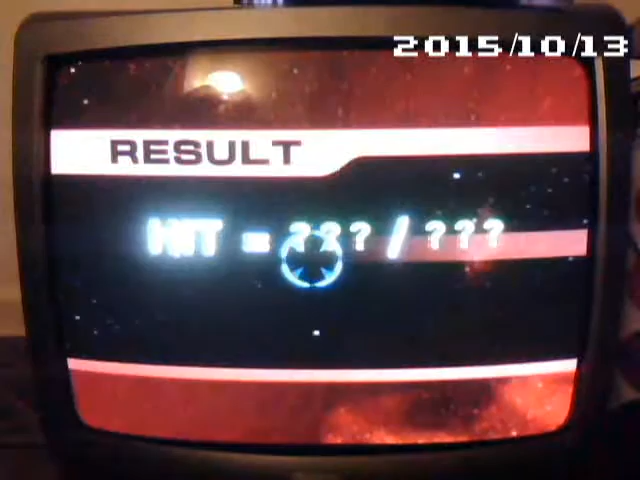 2015/10/13
RESULT
HIT = ??? / ???